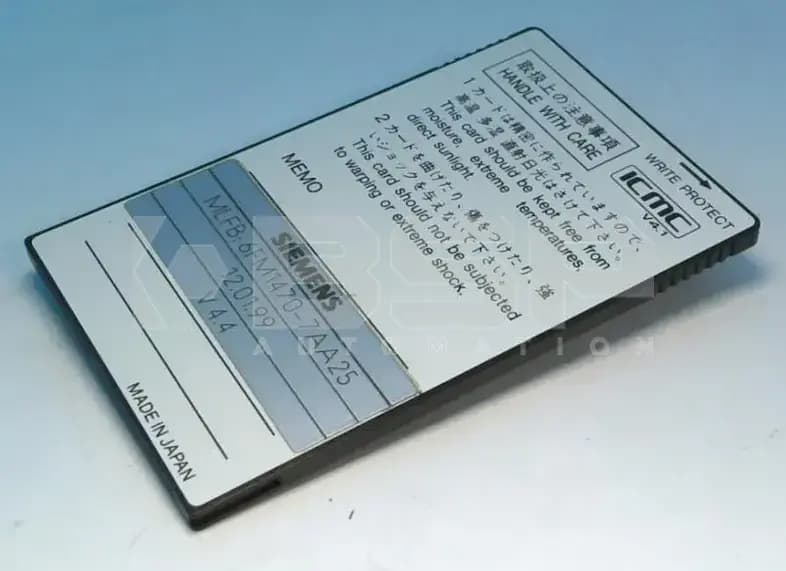 WRITE PROTECT
取扱上の注意事項
HANDLE WITH CARE
ICMC
V4.1
1 カードは精密に作られていますので、
高温 多湿 直射日光はさけて下さい。
This card should be kept free from
moisture, extreme temperatures,
direct sunlight.
2 カードを曲げたり、傷をつけたり、強
いショックを与えないで下さい。
This card should not be subjected
to warping or extreme shock.
MEMO
SIEMENS
MLFB: 6FM1470-7AA25
12.01.99
V 4.4
MADE IN JAPAN
AUTOMATION